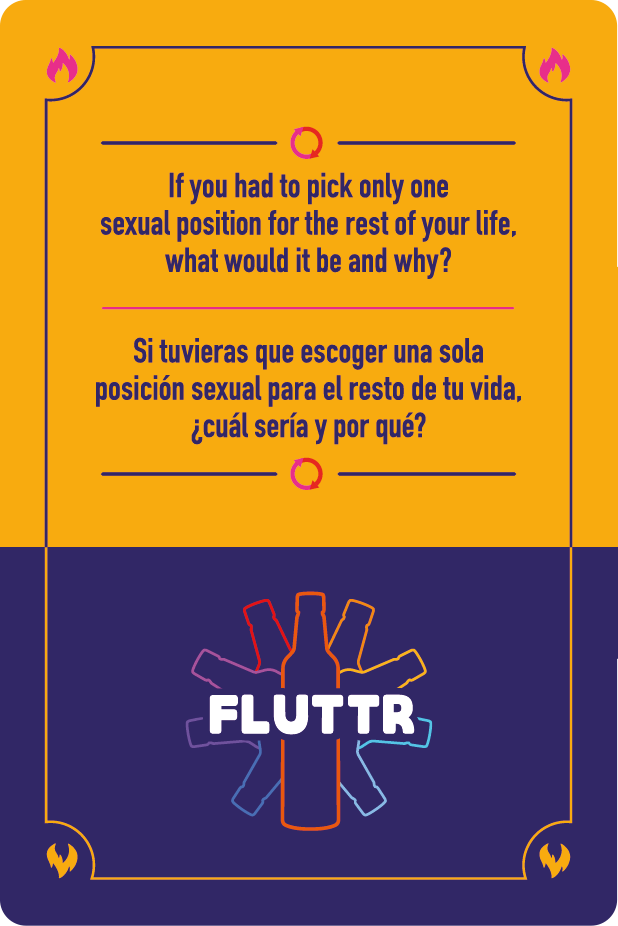 If you had to pick only one
sexual position for the rest of your life,
what would it be and why?
Si tuvieras que escoger una sola
posición sexual para el resto de tu vida,
¿cuál sería y por qué?
FLUTTR